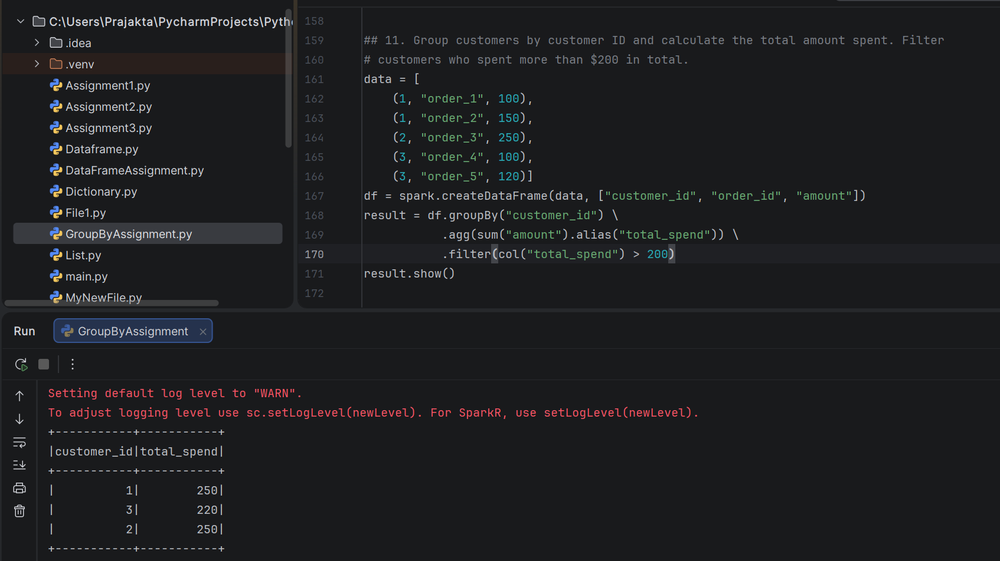 C:\Users\Prajakta\PycharmProjects\Pytho
.idea
.venv
Assignment1.py
Assignment2.py
Assignment3.py
Dataframe.py
DataFrameAssignment.py
Dictionary.py
File1.py
GroupByAssignment.py
List.py
main.py
MyNewFile.py
158
159 ## 11. Group customers by customer ID and calculate the total amount spent. Filter
160 # customers who spent more than $200 in total.
161 data = [
162     (1, "order_1", 100),
163     (1, "order_2", 150),
164     (2, "order_3", 250),
165     (3, "order_4", 100),
166     (3, "order_5", 120)]
167 df = spark.createDataFrame(data, ["customer_id", "order_id", "amount"])
168 result = df.groupBy("customer_id") \
169            .agg(sum("amount").alias("total_spend")) \
170            .filter(col("total_spend") > 200)
171 result.show()
172
Run GroupByAssignment
Setting default log level to "WARN".
To adjust logging level use sc.setLogLevel(newLevel). For SparkR, use setLogLevel(newLevel).
+-----------+-----------+
|customer_id|total_spend|
+-----------+-----------+
|          1|        250|
|          3|        220|
|          2|        250|
+-----------+-----------+